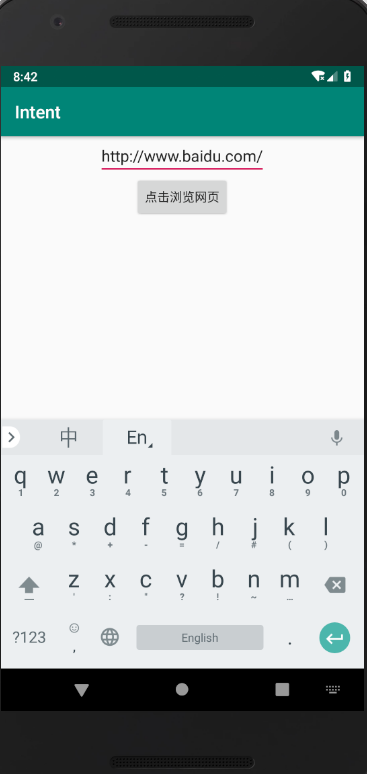 8:42
Intent
http://www.baidu.com/
点击浏览网页
中 En
q w e r t y u i o p
1 2 3 4 5 6 7 8 9 0
a s d f g h j k l
@ * + - = / # ( )
z x c v b n m
' : " ? ! ~ …
?123 , English .